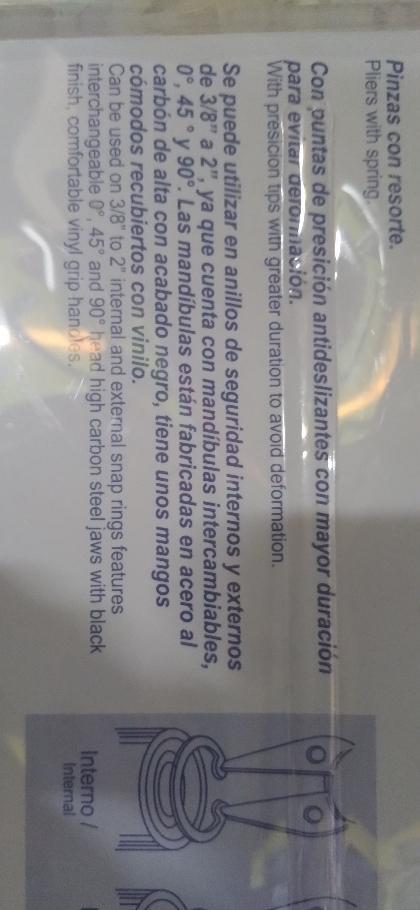 Pinzas con resorte.
Pliers with spring.
Con puntas de presición antideslizantes con mayor duración
para evitar deformación.
With presicion tips with greater duration to avoid deformation.
Se puede utilizar en anillos de seguridad internos y externos
de 3/8" a 2", ya que cuenta con mandíbulas intercambiables,
0°, 45 ° y 90°. Las mandíbulas están fabricadas en acero al
carbón de alta con acabado negro, tiene unos mangos
cómodos recubiertos con vinilo.
Can be used on 3/8" to 2" internal and external snap rings features
interchangeable 0°, 45° and 90° head high carbon steel jaws with black
finish, comfortable vinyl grip handles.
Interno /
Internal